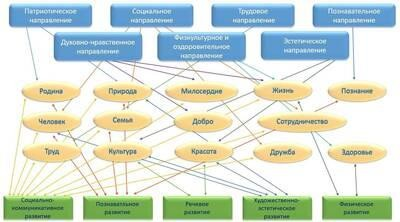 Патриотическое
направление
Социальное
направление
Трудовое
направление
Познавательное
направление
Духовно-нравственное
направление
Физкультурное и
оздоровительное
направление
Эстетическое
направление
Родина
Природа
Милосердие
Жизнь
Познание
Человек
Семья
Добро
Сотрудничество
Труд
Культура
Красота
Дружба
Здоровье
Социально-
коммуникативное
развитие
Познавательное
развитие
Речевое
развитие
Художественно-
эстетическое
развитие
Физическое
развитие